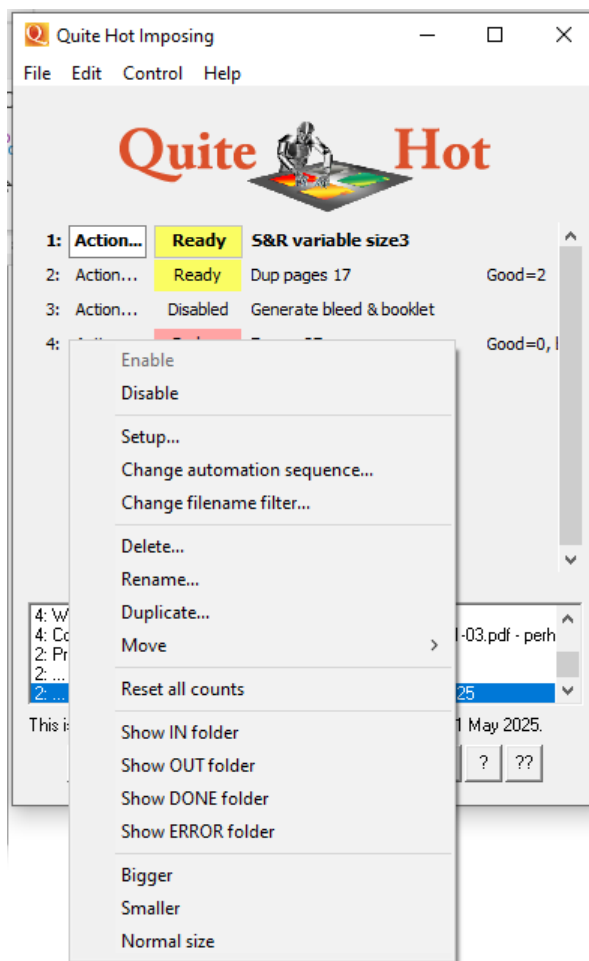 Quite Hot Imposing
File Edit Control Help
Quite Hot
1: Action... Ready S&R variable size3
2: Action... Ready Dup pages 17 Good=2
3: Action... Disabled Generate bleed & booklet
4: Good=0,
Enable
Disable
Setup...
Change automation sequence...
Change filename filter...
Delete...
Rename...
Duplicate...
Move
Reset all counts
Show IN folder
Show OUT folder
Show DONE folder
Show ERROR folder
Bigger
Smaller
Normal size
4: W
4: Co l-03.pdf - perh
2: Pr
2: ...
2: ... 25
This i 1 May 2025.
? ??